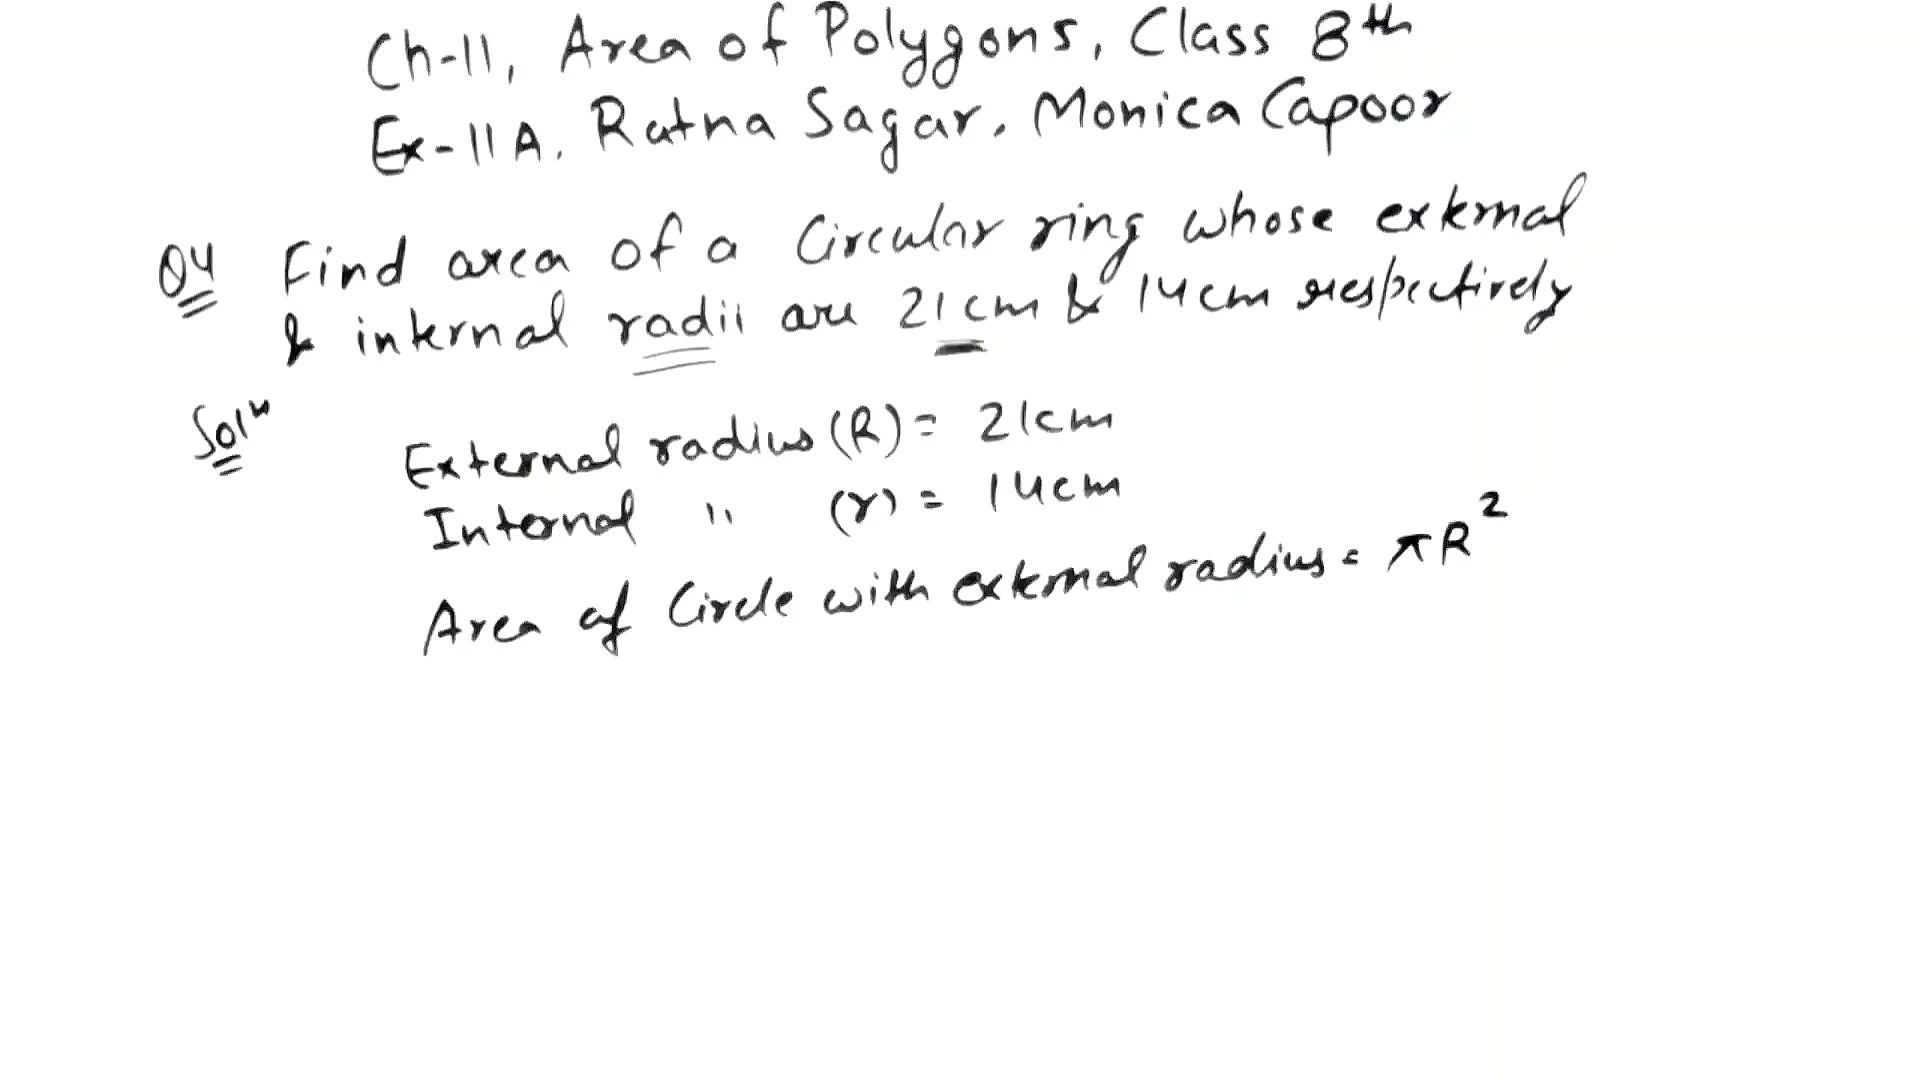 Ch-11, Area of Polygons, Class 8th
Ex-11A. Ratna Sagar. Monica Capoor
Q4 Find area of a Circular ring whose external
& internal radii are 21cm & 14cm respectively
Solⁿ
External radius (R) = 21cm
Internal " (r) = 14cm
Area of Circle with external radius = πR²